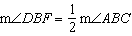 m∠DBF = 1/2 m∠ABC